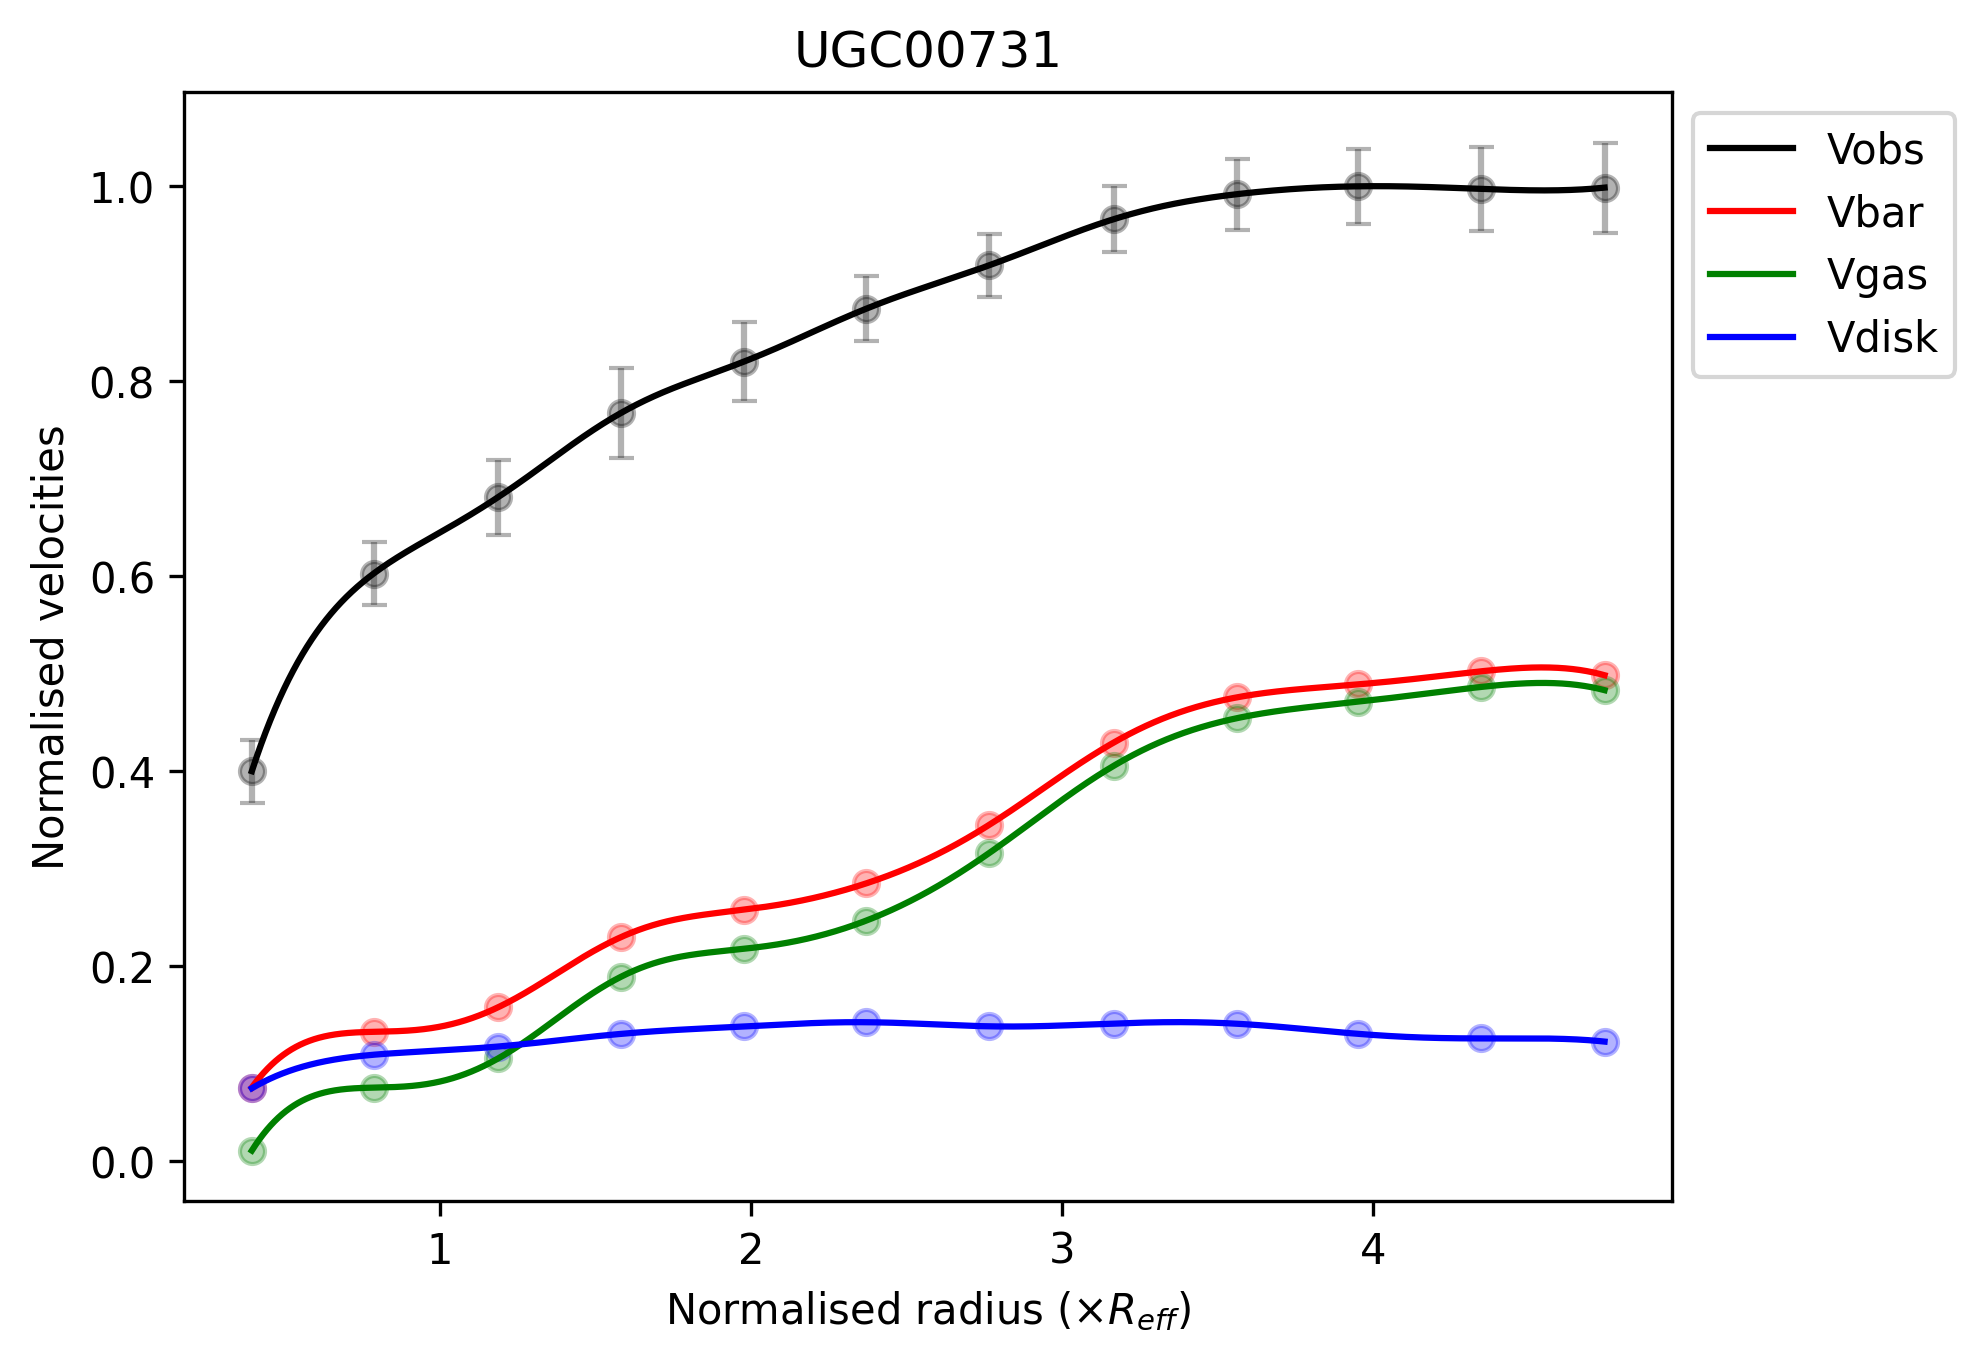 UGC00731
Vobs
Vbar
Vgas
Vdisk
1.0
0.8
0.6
0.4
0.2
0.0
Normalised velocities
1 2 3 4
Normalised radius (×R_eff)